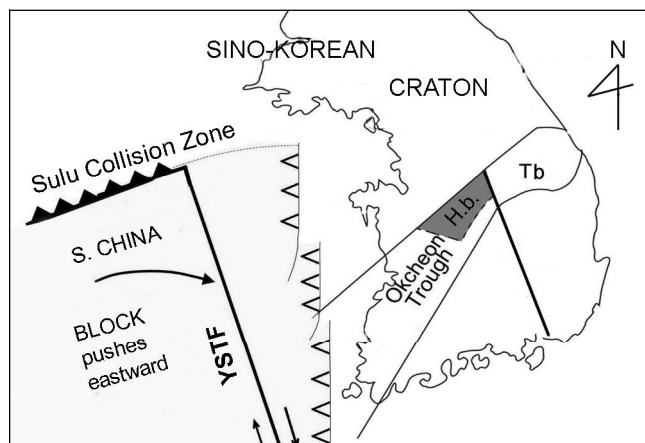 SINO-KOREAN
CRATON
N
Sulu Collision Zone
Tb
H.b.
S. CHINA
Okcheon
Trough
BLOCK
pushes
eastward
YSTF